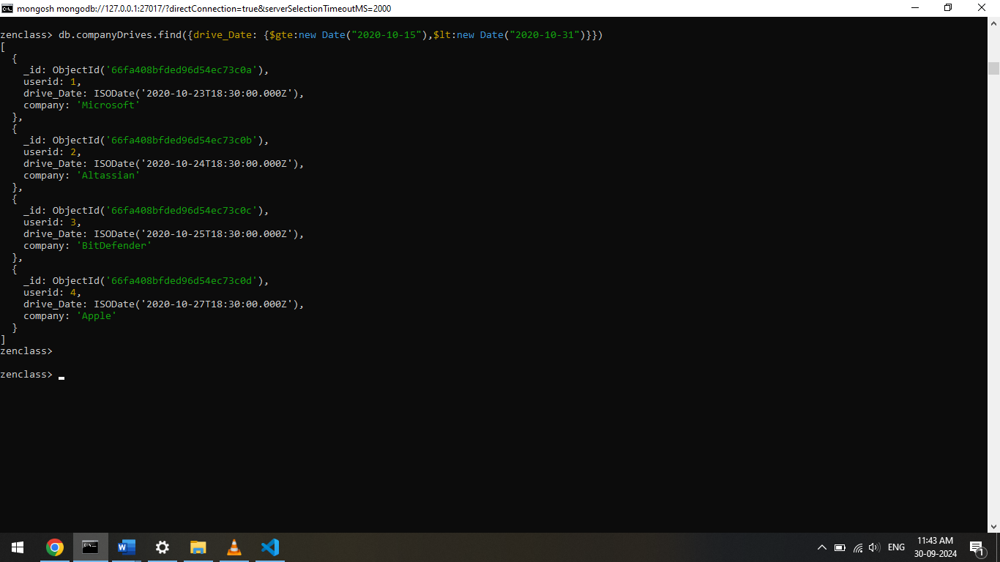 mongosh mongodb://127.0.0.1:27017/?directConnection=true&serverSelectionTimeoutMS=2000
zenclass> db.companyDrives.find({drive_Date: {$gte:new Date("2020-10-15"),$lt:new Date("2020-10-31")}})
[
  {
    _id: ObjectId('66fa408bfded96d54ec73c0a'),
    userid: 1,
    drive_Date: ISODate('2020-10-23T18:30:00.000Z'),
    company: 'Microsoft'
  },
  {
    _id: ObjectId('66fa408bfded96d54ec73c0b'),
    userid: 2,
    drive_Date: ISODate('2020-10-24T18:30:00.000Z'),
    company: 'Altassian'
  },
  {
    _id: ObjectId('66fa408bfded96d54ec73c0c'),
    userid: 3,
    drive_Date: ISODate('2020-10-25T18:30:00.000Z'),
    company: 'BitDefender'
  },
  {
    _id: ObjectId('66fa408bfded96d54ec73c0d'),
    userid: 4,
    drive_Date: ISODate('2020-10-27T18:30:00.000Z'),
    company: 'Apple'
  }
]
zenclass>
zenclass>
ENG
11:43 AM
30-09-2024
1